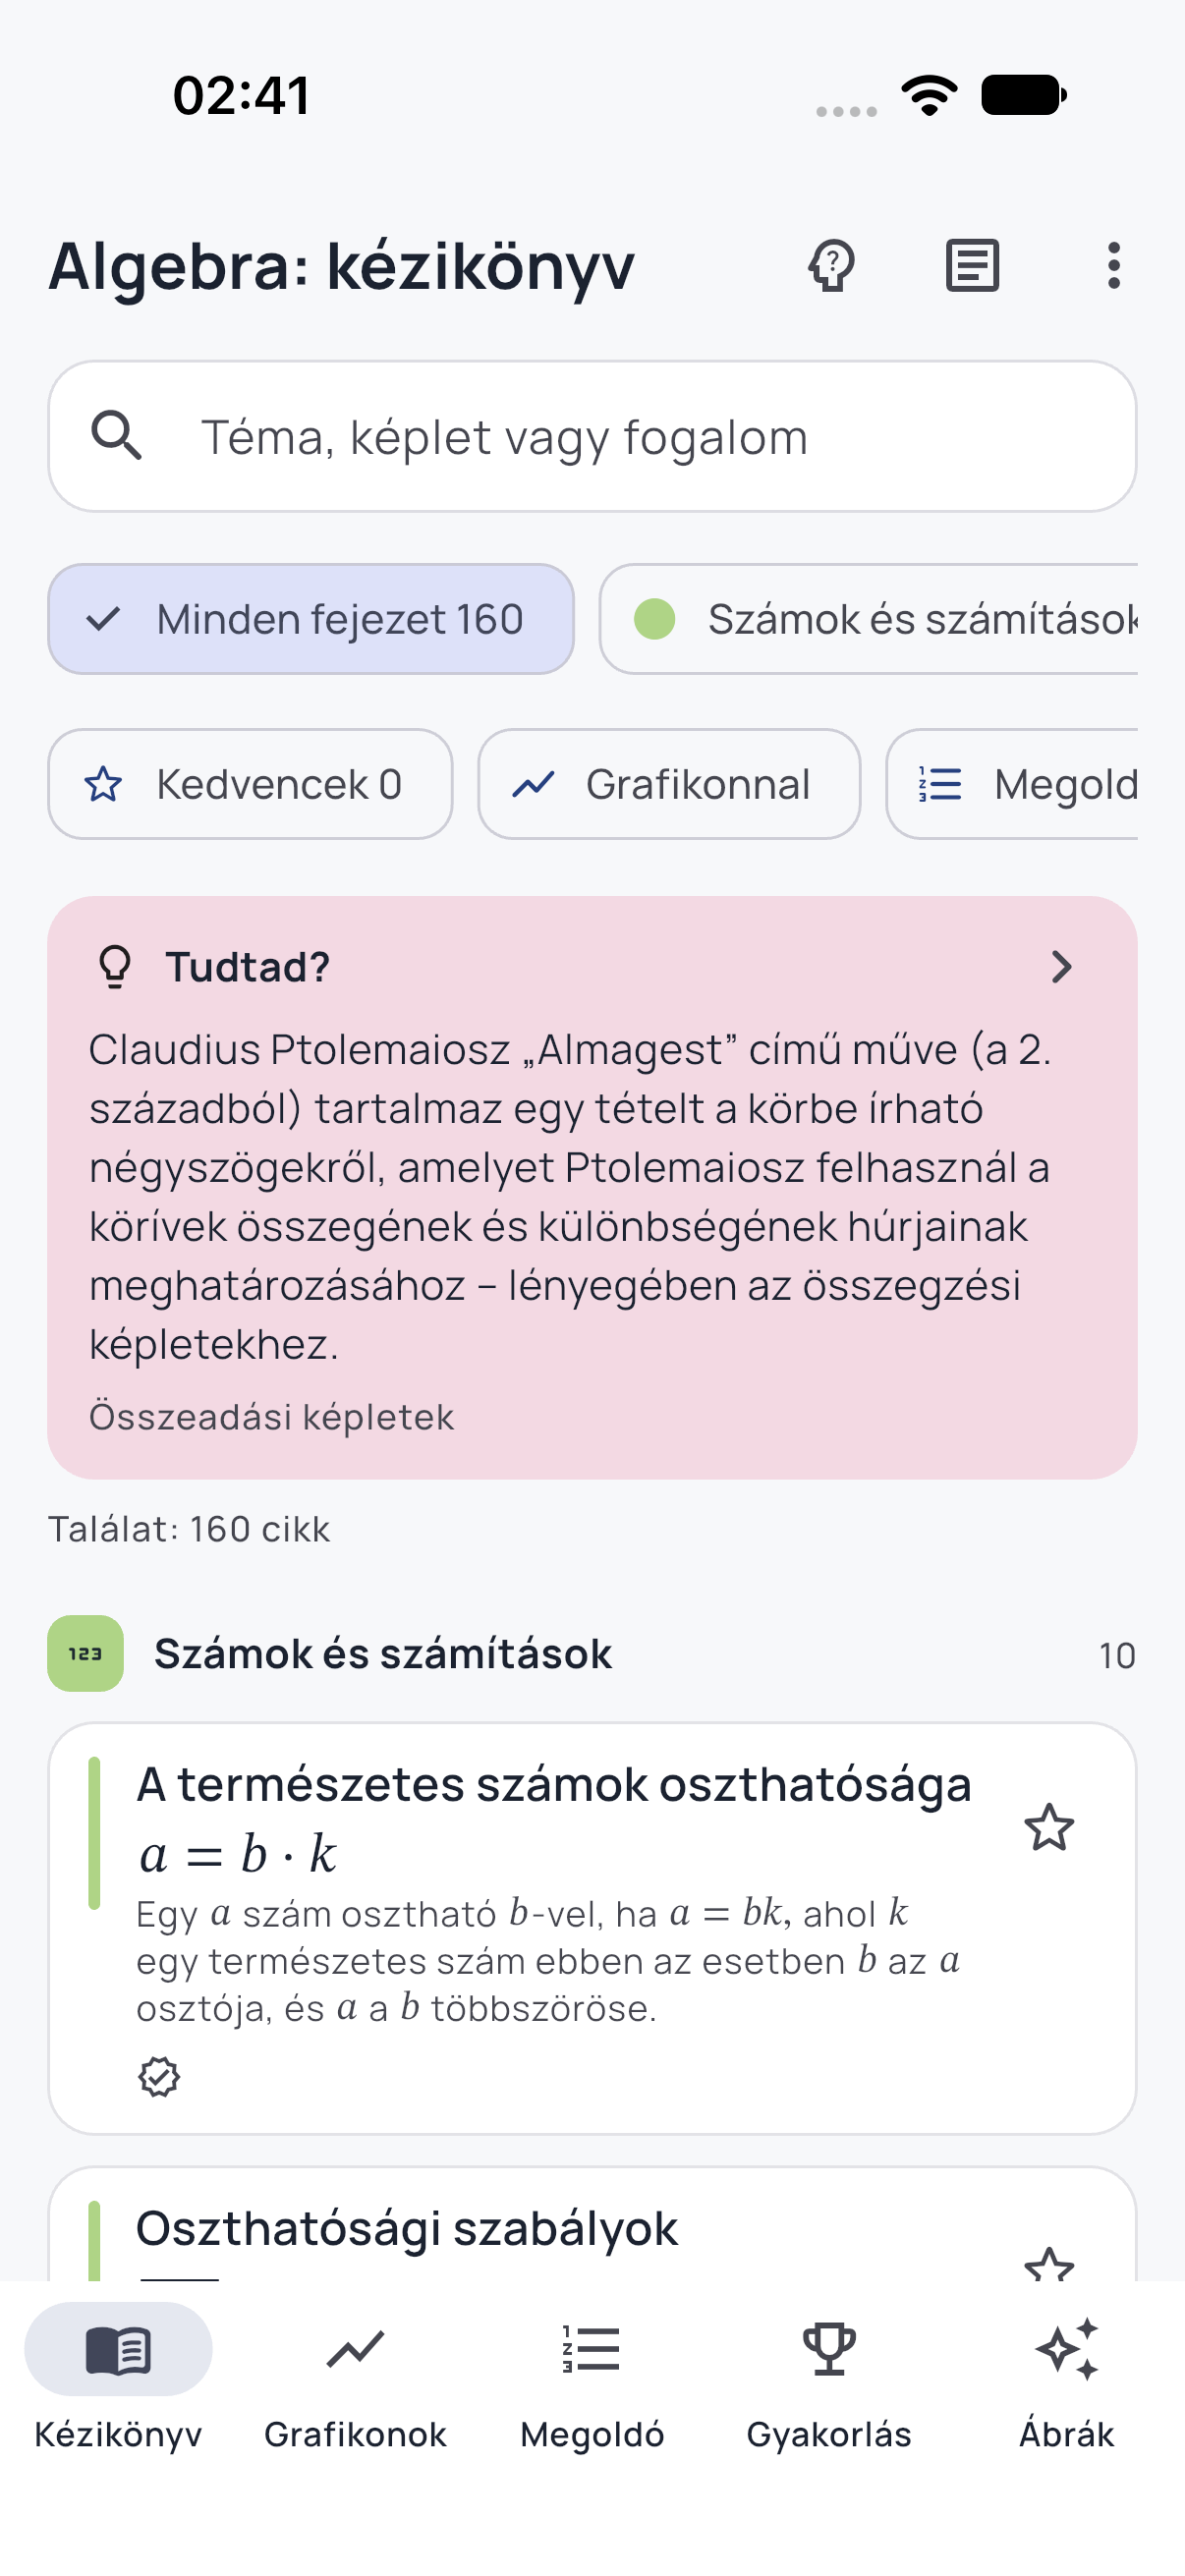 02:41
Algebra: kézikönyv
Téma, képlet vagy fogalom
Minden fejezet 160
Számok és számítások
Kedvencek 0
Grafikonnal
Megold
Tudtad?
Claudius Ptolemaiosz „Almagest” című műve (a 2.
századból) tartalmaz egy tételt a körbe írható
négyszögekről, amelyet Ptolemaiosz felhasznál a
körívek összegének és különbségének húrjainak
meghatározásához – lényegében az összegzési
képletekhez.
Összeadási képletek
Találat: 160 cikk
123
Számok és számítások
10
A természetes számok oszthatósága
a = b · k
Egy a szám osztható b-vel, ha a = bk, ahol k
egy természetes szám ebben az esetben b az a
osztója, és a a b többszöröse.
Oszthatósági szabályok
Kézikönyv
Grafikonok
Megoldó
Gyakorlás
Ábrák